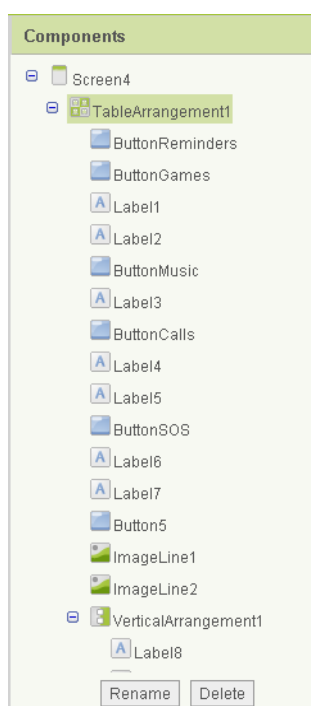 Components
Screen4
TableArrangement1
ButtonReminders
ButtonGames
A Label1
A Label2
ButtonMusic
A Label3
ButtonCalls
A Label4
A Label5
ButtonSOS
A Label6
A Label7
Button5
ImageLine1
ImageLine2
VerticalArrangement1
A Label8
Rename Delete